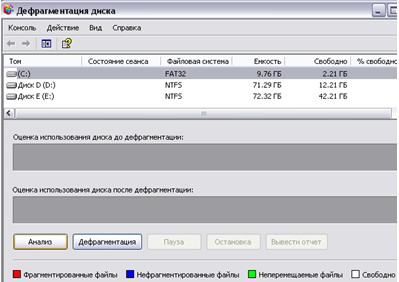 Дефрагментация диска
Консоль Действие Вид Справка
Том Состояние сеанса Файловая система Емкость Свободно % свободно
(C:) FAT32 9.76 ГБ 2.21 ГБ
Диск D (D:) NTFS 71.29 ГБ 12.21 ГБ
Диск E (E:) NTFS 72.32 ГБ 42.21 ГБ
Оценка использования диска до дефрагментации:
Оценка использования диска после дефрагментации:
Анализ Дефрагментация Пауза Остановка Вывести отчет
Фрагментированные файлы Нефрагментированные файлы Неперемещаемые файлы Свободно